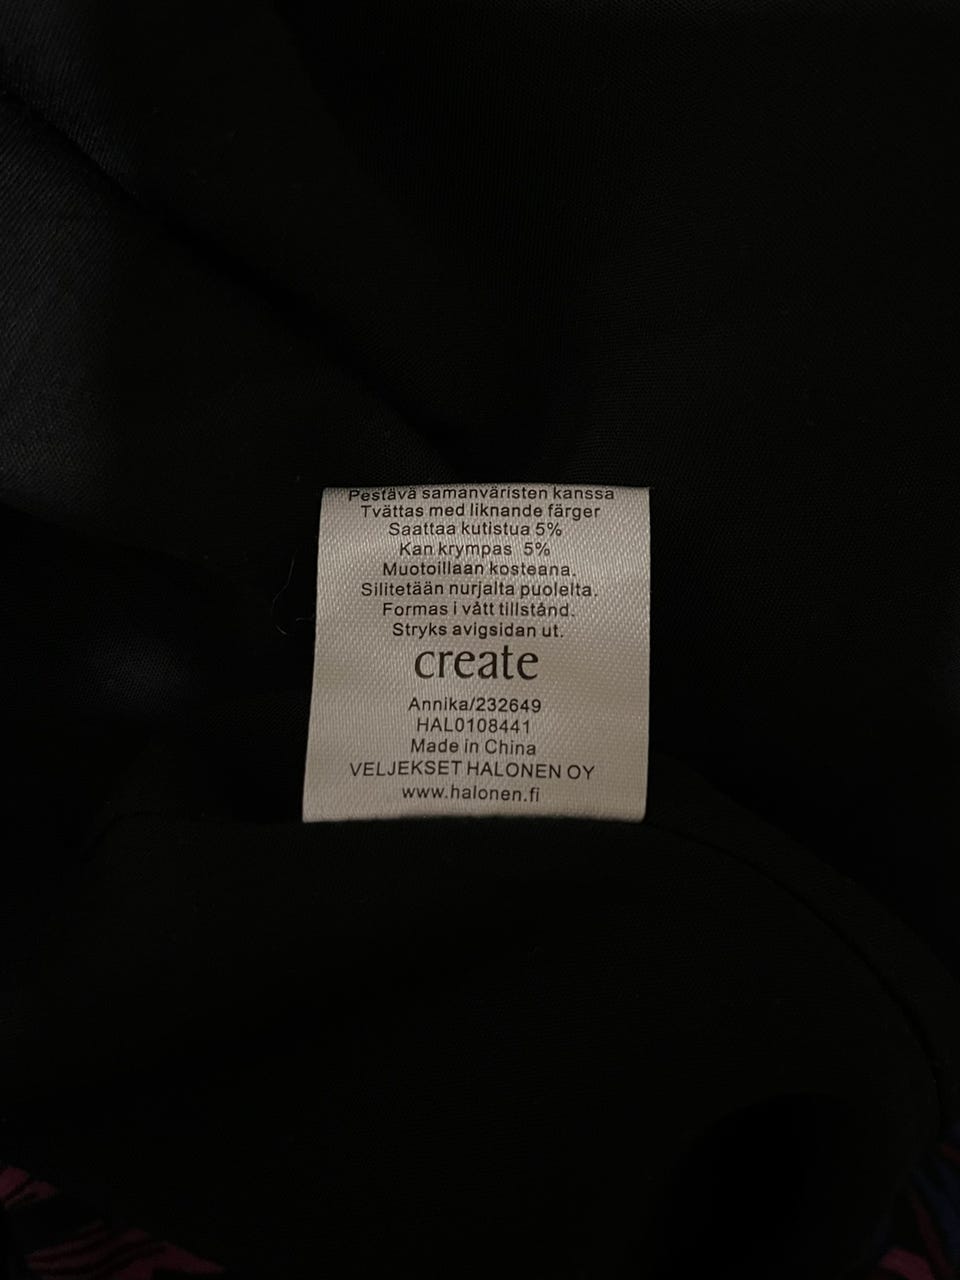 Pestävä samanväristen kanssa
Tvättas med liknande färger
Saattaa kutistua 5%
Kan krympas 5%
Muotoillaan kosteana.
Silitetään nurjalta puolelta.
Formas i vått tillstånd.
Stryks avigsidan ut.
create
Annika/232649
HAL0108441
Made in China
VELJEKSET HALONEN OY
www.halonen.fi